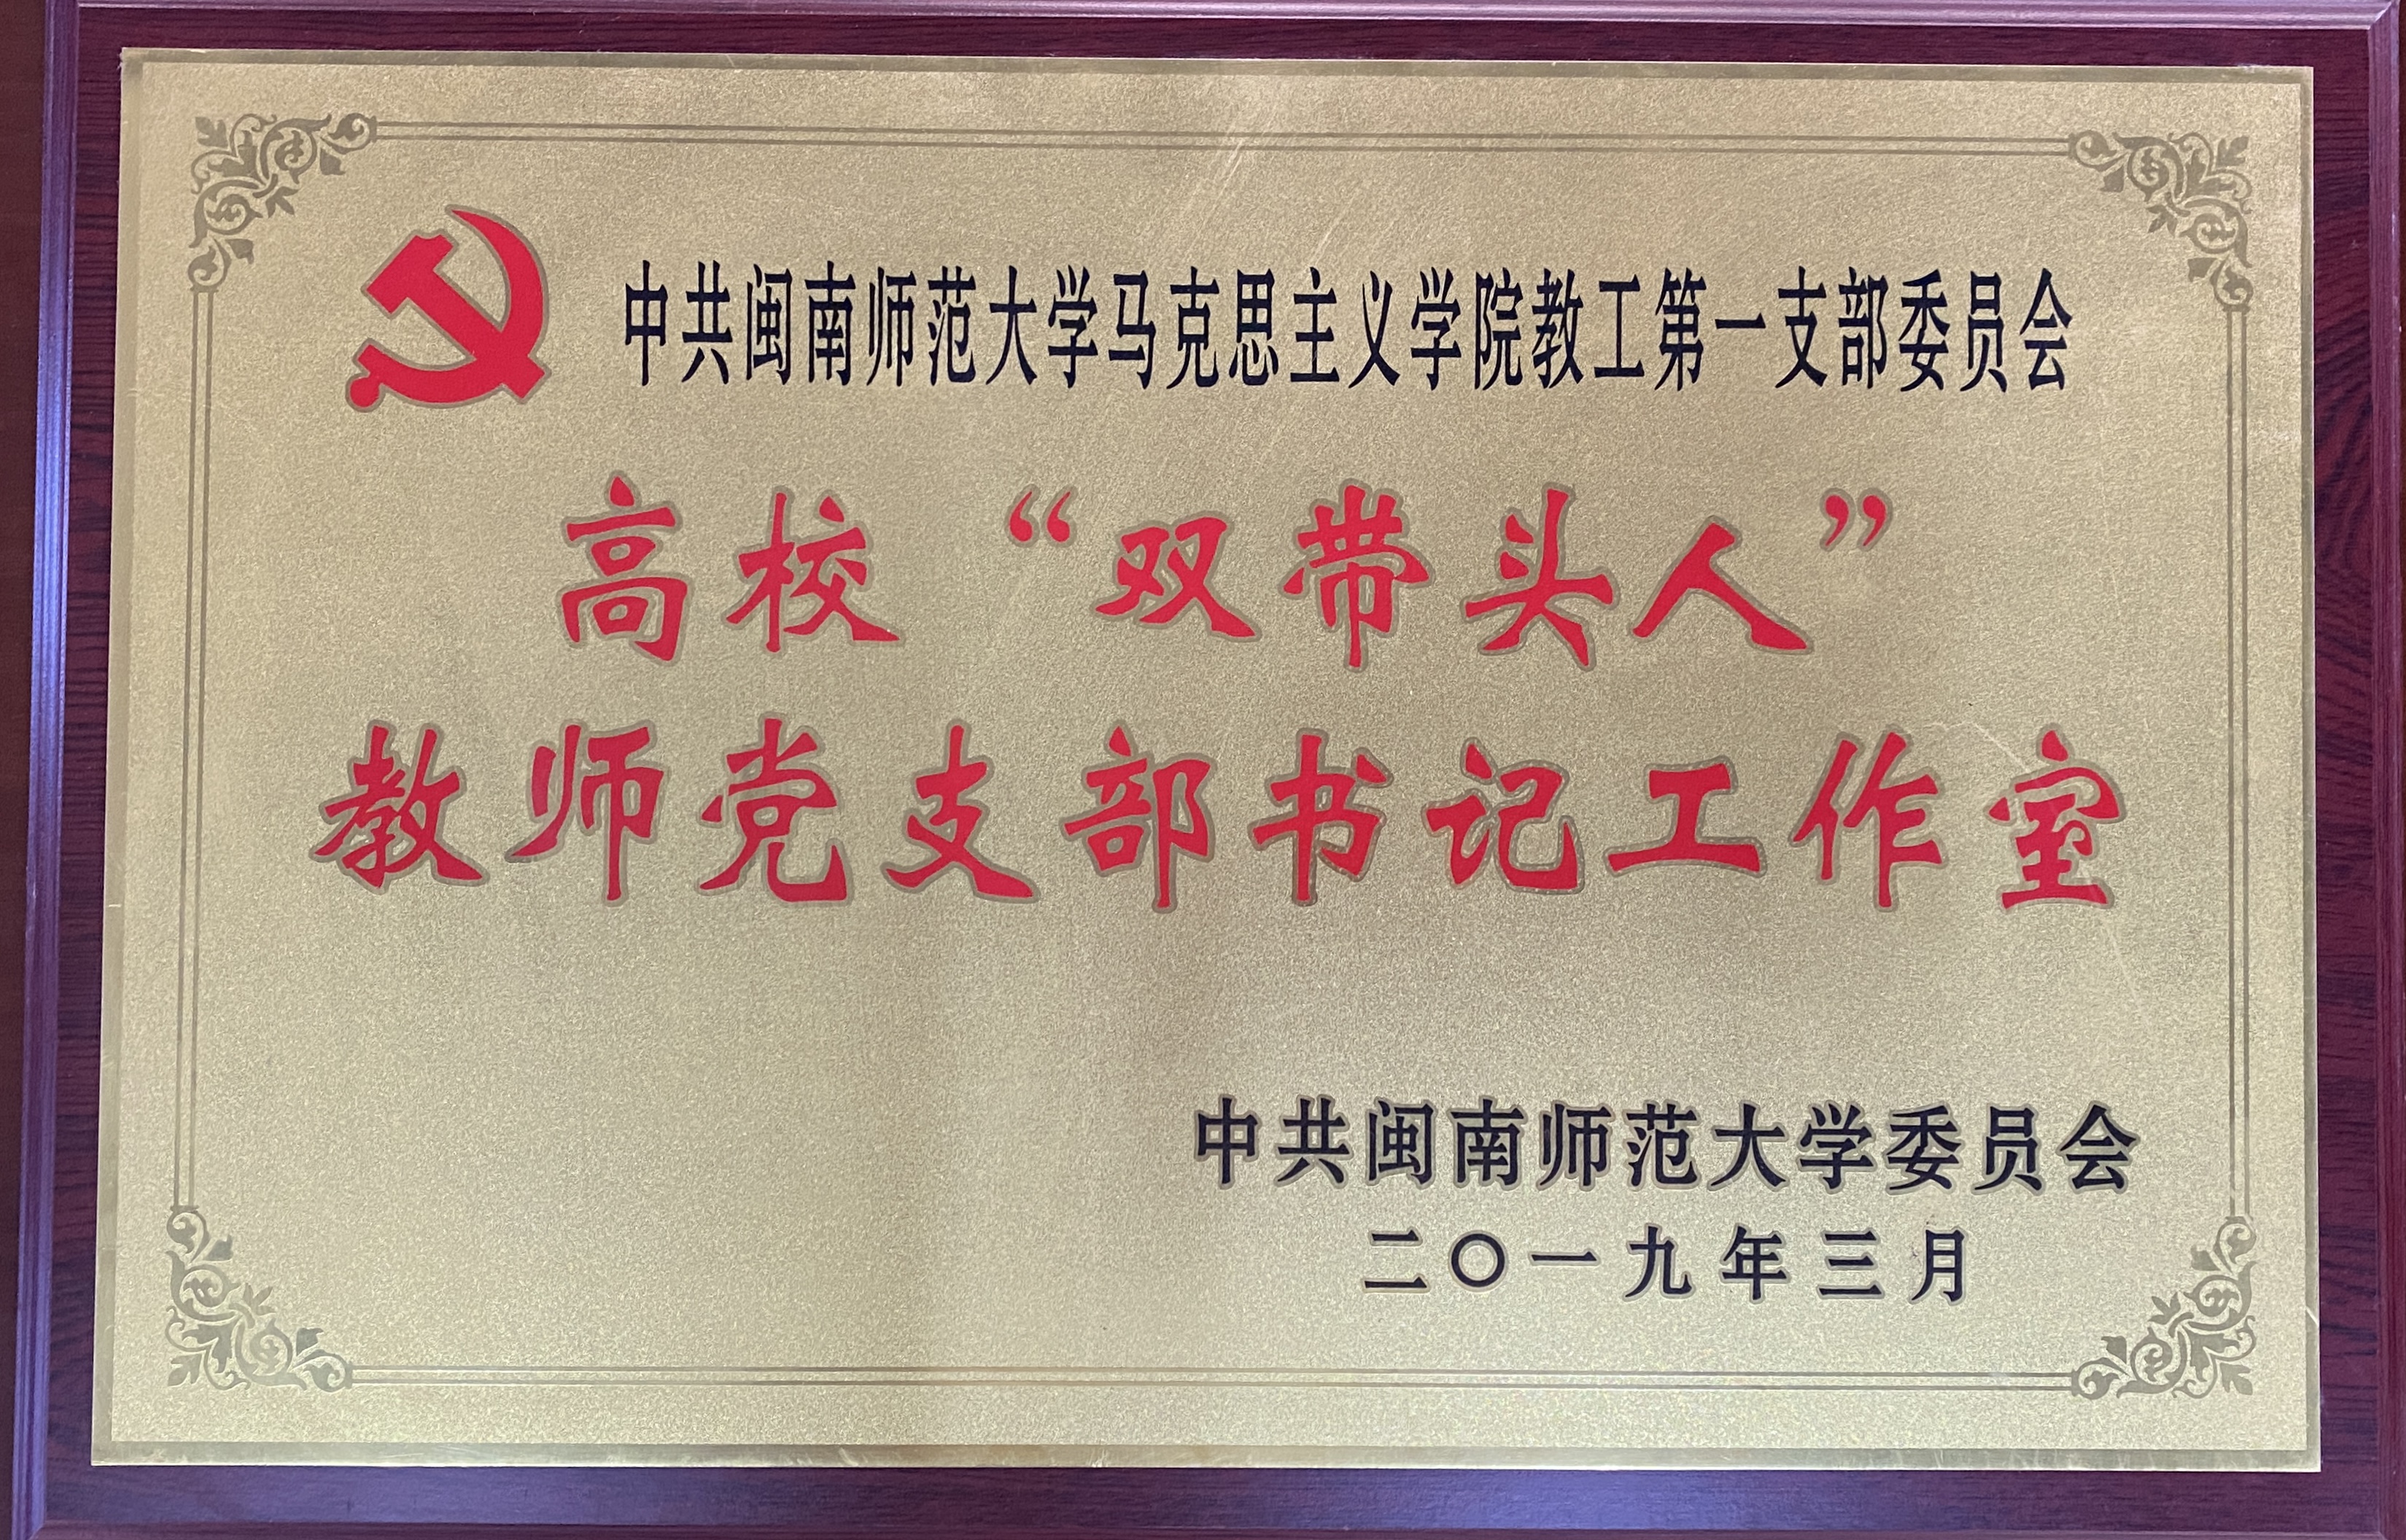 中共闽南师范大学马克思主义学院教工第一支部委员会
高校“双带头人”
教师党支部书记工作室
中共闽南师范大学委员会
二〇一九年三月